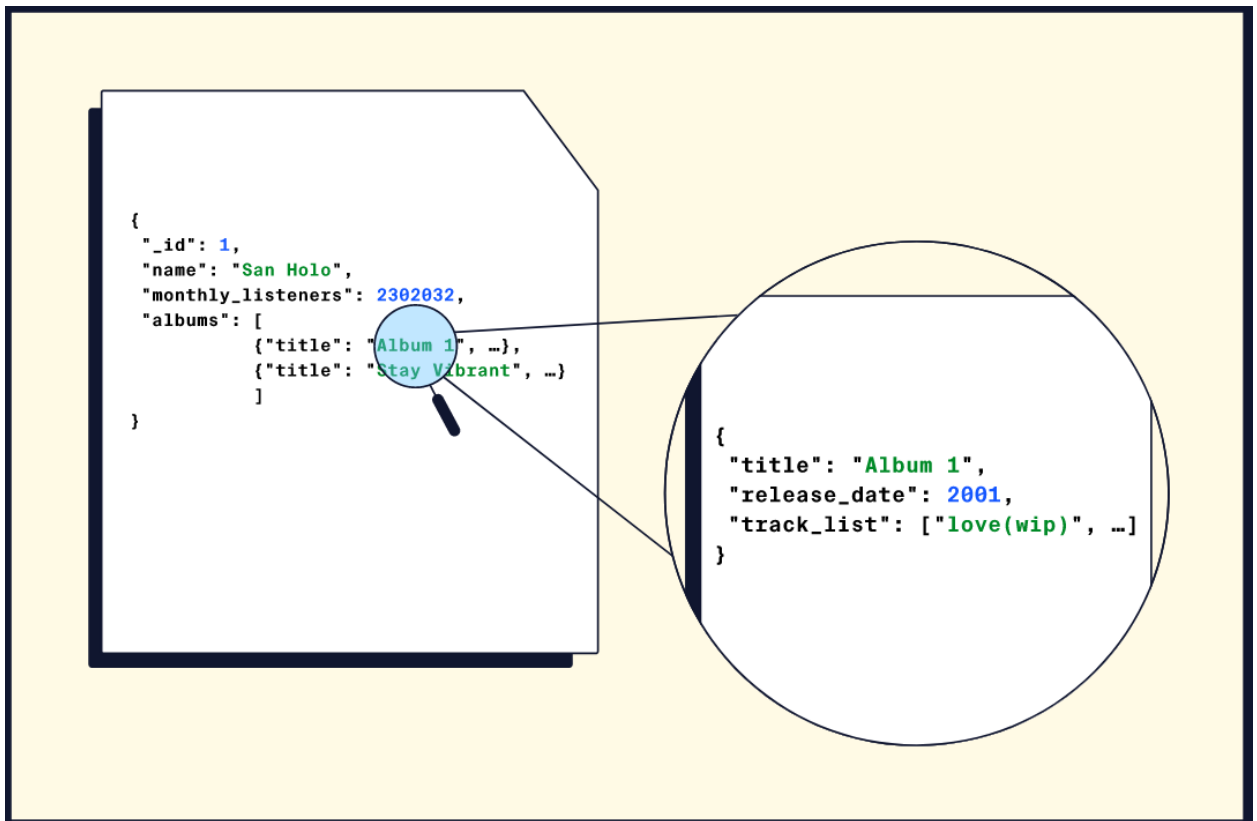 {
"_id": 1,
"name": "San Holo",
"monthly_listeners": 2302032,
"albums": [
{"title": "Album 1", …},
{"title": "Stay Vibrant", …}
]
}
{
"title": "Album 1",
"release_date": 2001,
"track_list": ["love(wip)", …]
}